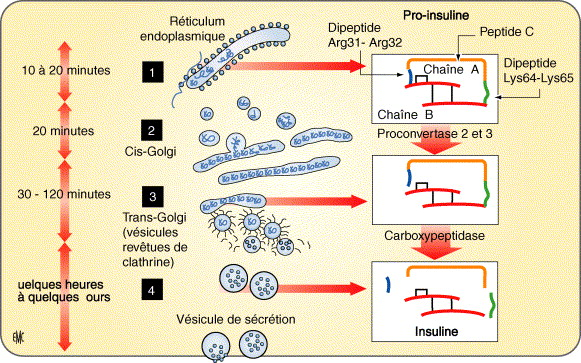 Réticulum
endoplasmique
Pro-insuline
Dipeptide
Arg31- Arg32
Peptide C
Chaîne A
Dipeptide
Lys64-Lys65
Chaîne B
10 à 20 minutes
1
20 minutes
2
Cis-Golgi
Proconvertase 2 et 3
30 - 120 minutes
3
Trans-Golgi
(vésicules
revêtues de
clathrine)
Carboxypeptidase
uelques heures
à quelques ours
4
Insuline
Vésicule de sécrétion
EMC